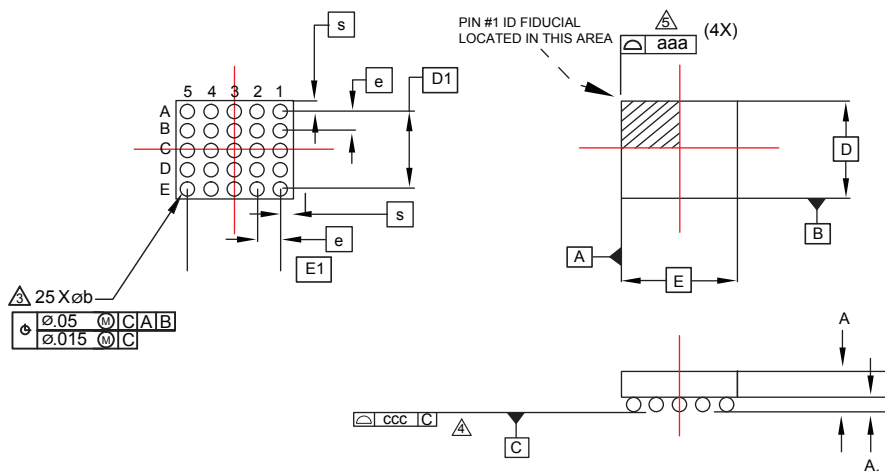 s
e
D1
5 4 3 2 1
A
B
C
D
E
s
e
E1
3 25 X øb
Ø.05 M C A B
Ø.015 M C
PIN #1 ID FIDUCIAL
LOCATED IN THIS AREA
5
aaa (4X)
D
B
A
E
A
ccc C
4
C
A